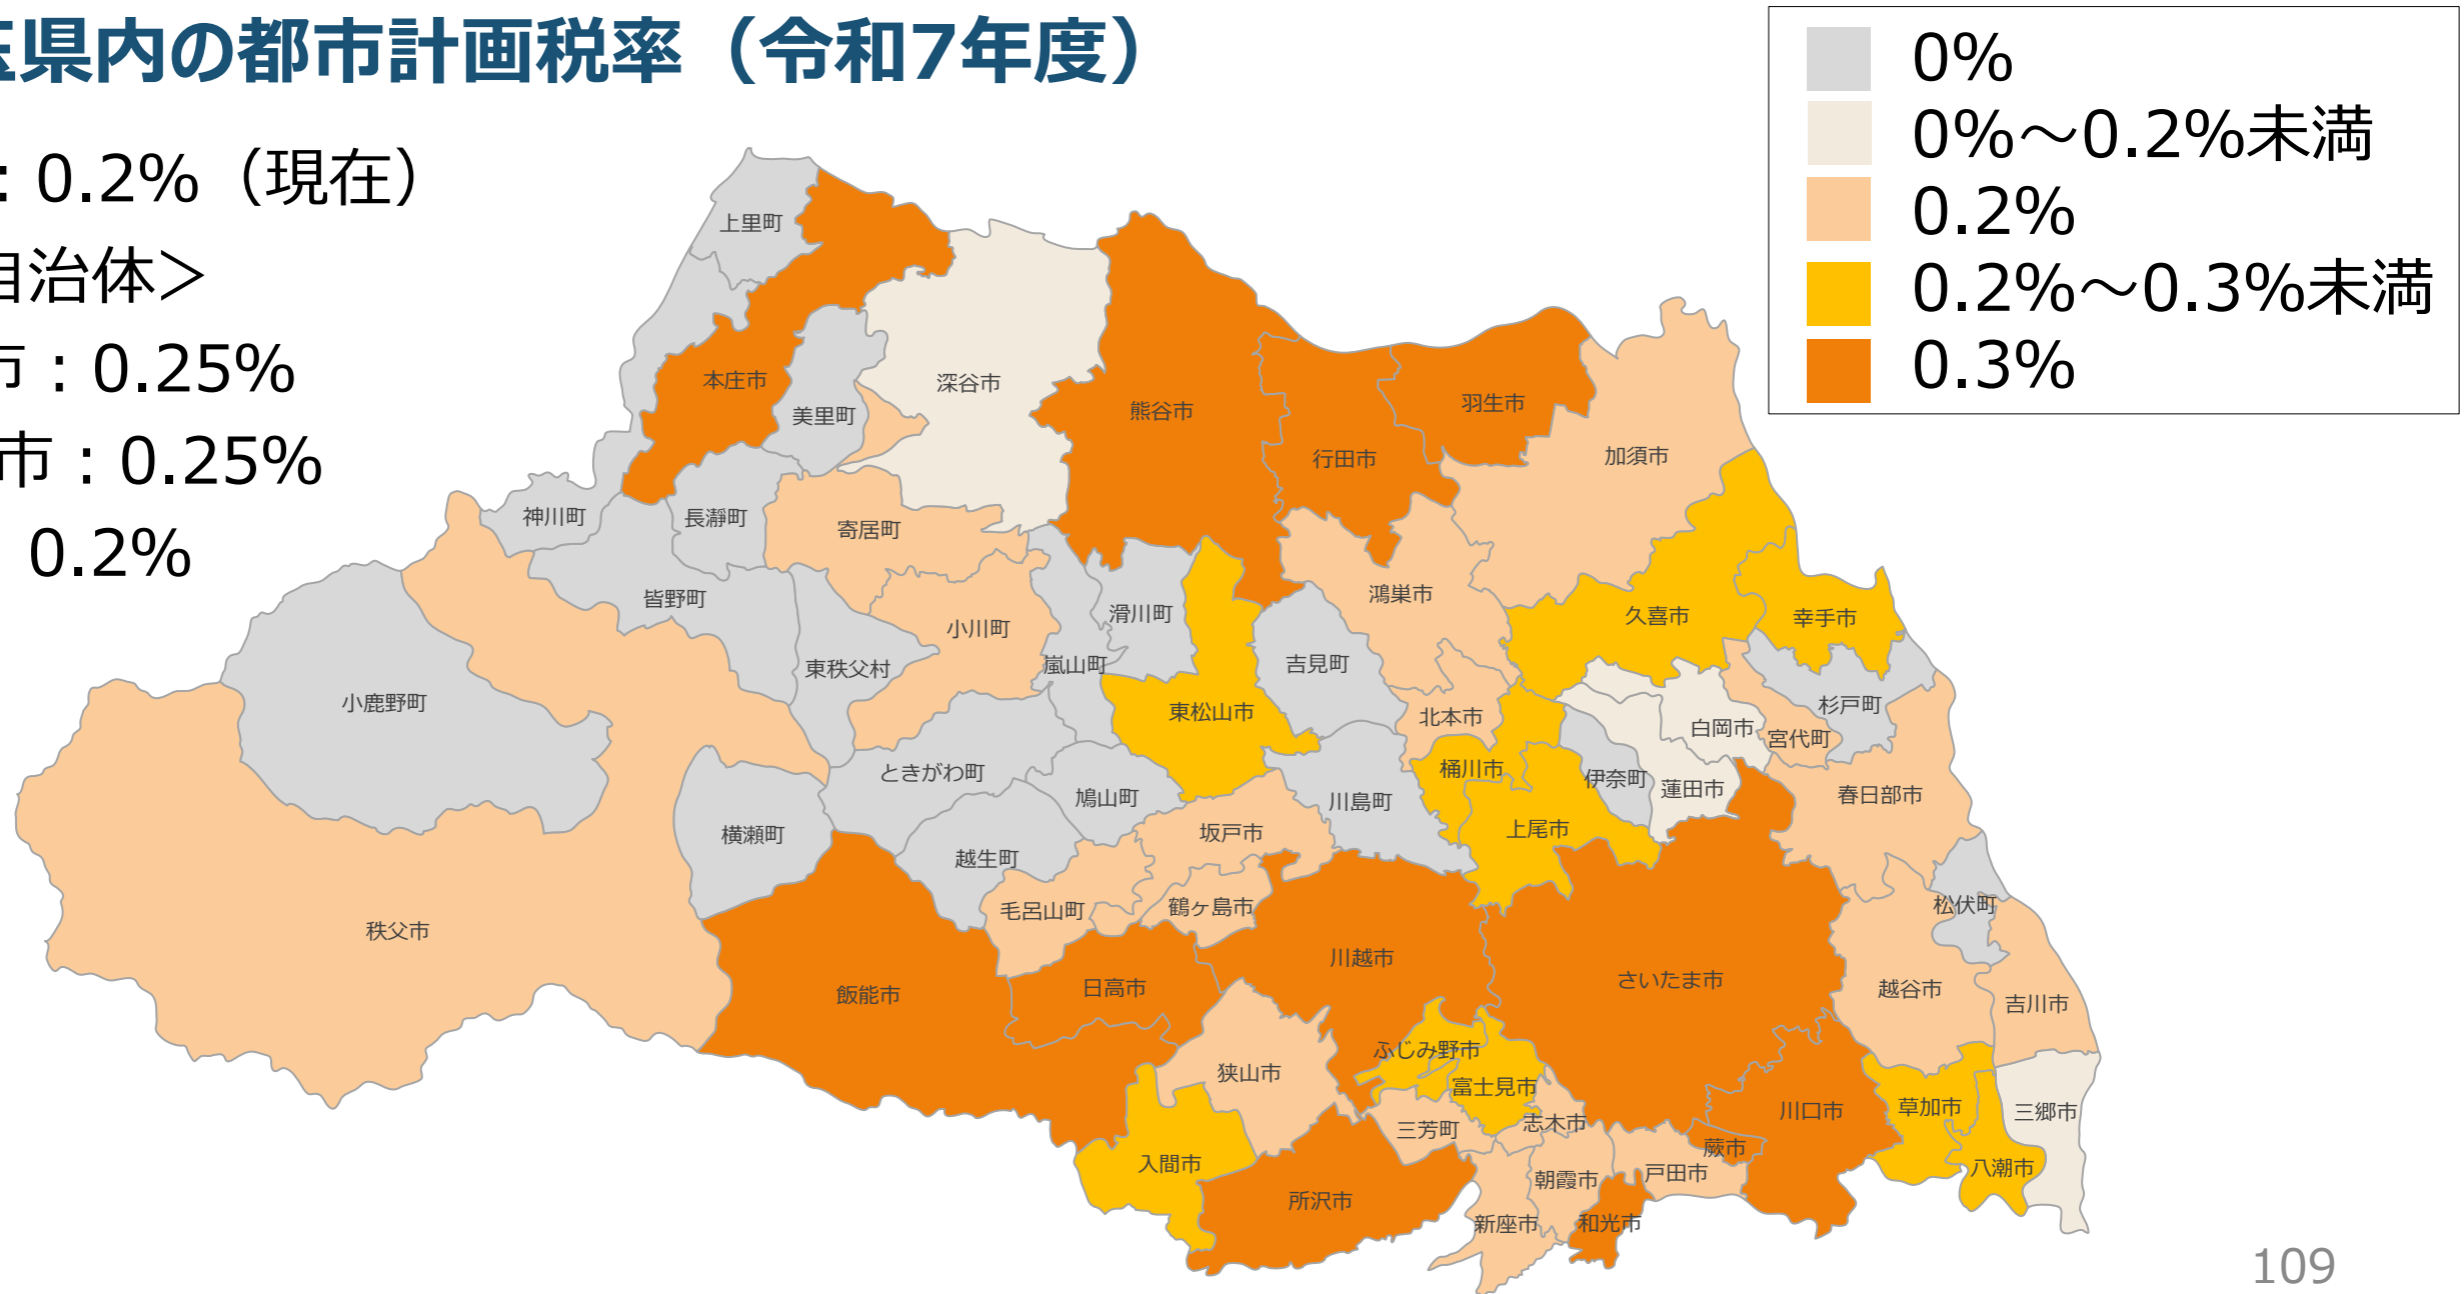 県内の都市計画税率（令和7年度）
：0.2%（現在）
自治体＞
市：0.25%
市：0.25%
0.2%
0%
0%～0.2%未満
0.2%
0.2%～0.3%未満
0.3%
上里町
本庄市
美里町
深谷市
熊谷市
行田市
羽生市
加須市
神川町
長瀞町
寄居町
皆野町
小川町
東秩父村
嵐山町
滑川町
吉見町
鴻巣市
久喜市
幸手市
小鹿野町
東松山市
北本市
白岡市
宮代町
杉戸町
横瀬町
ときがわ町
鳩山町
川島町
桶川市
伊奈町
蓮田市
春日部市
越生町
坂戸市
上尾市
毛呂山町
鶴ヶ島市
松伏町
秩父市
飯能市
日高市
川越市
さいたま市
越谷市
吉川市
狭山市
ふじみ野市
富士見市
三芳町
志木市
川口市
草加市
三郷市
入間市
所沢市
朝霞市
戸田市
蕨市
八潮市
新座市
和光市
109